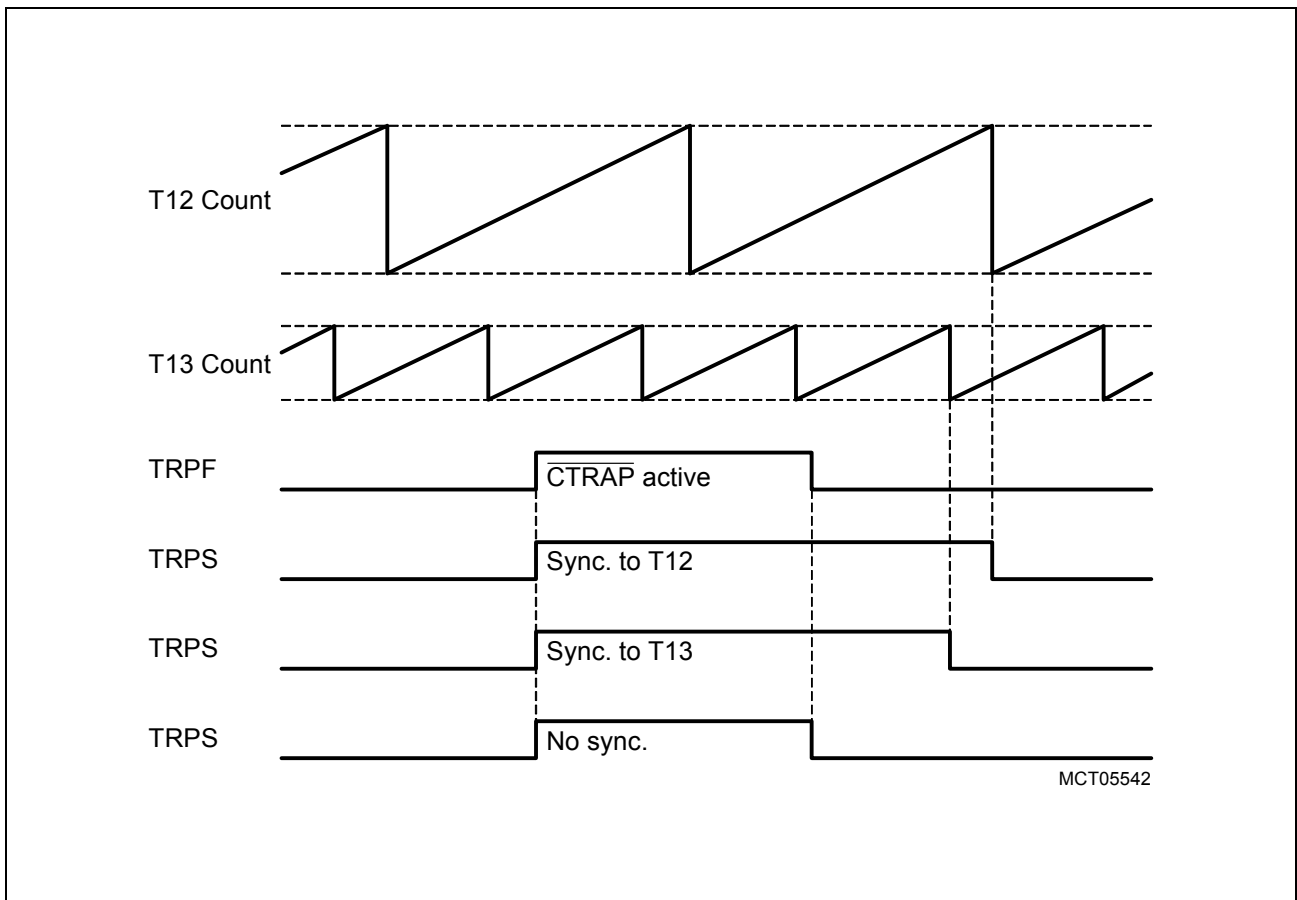 T12 Count
T13 Count
TRPF
CTRAP active
TRPS
Sync. to T12
TRPS
Sync. to T13
TRPS
No sync.
MCT05542